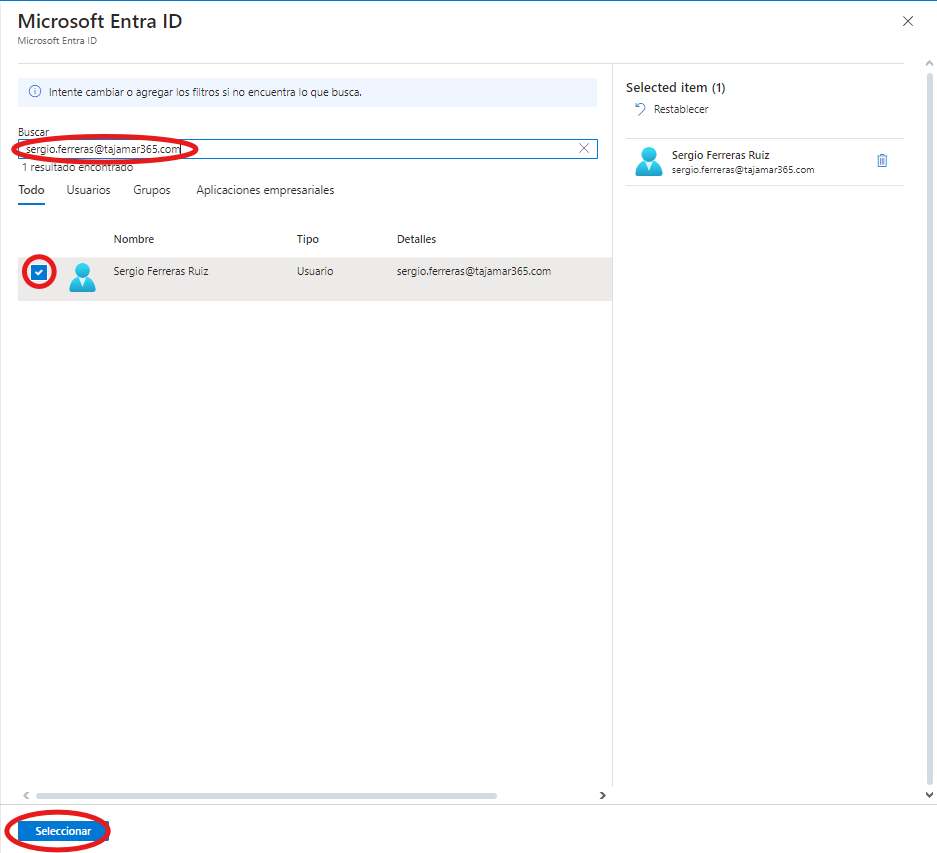 Microsoft Entra ID
Microsoft Entra ID
Intente cambiar o agregar los filtros si no encuentra lo que busca.
Buscar
sergio.ferreras@tajamar365.com
1 resultado encontrado
Todo Usuarios Grupos Aplicaciones empresariales
Nombre Tipo Detalles
Sergio Ferreras Ruiz Usuario sergio.ferreras@tajamar365.com
Selected item (1)
Restablecer
Sergio Ferreras Ruiz
sergio.ferreras@tajamar365.com
Seleccionar